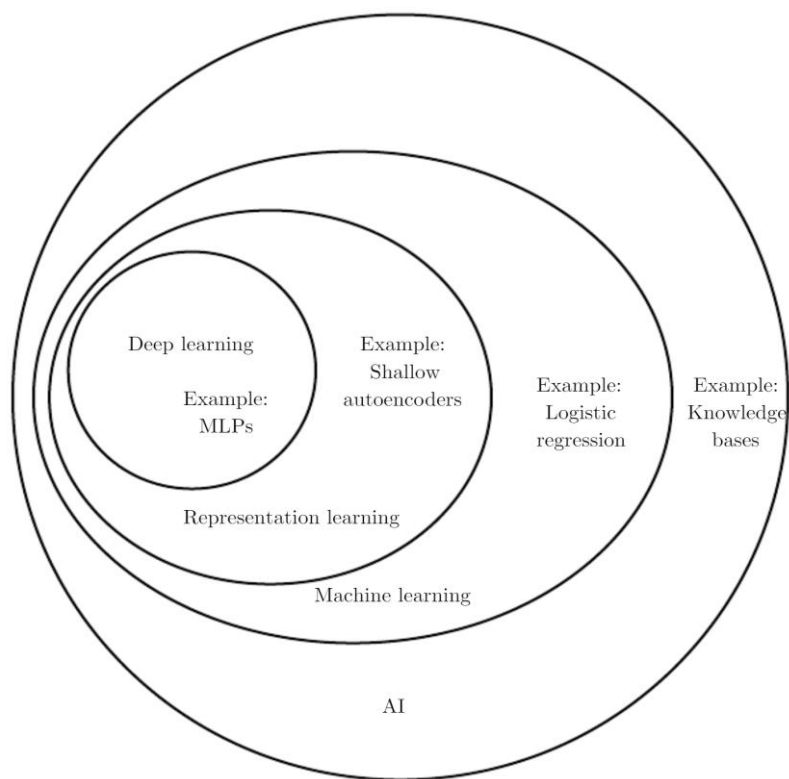 Deep learning
Example:
MLPs
Example:
Shallow
autoencoders
Example:
Logistic
regression
Example:
Knowledge
bases
Representation learning
Machine learning
AI